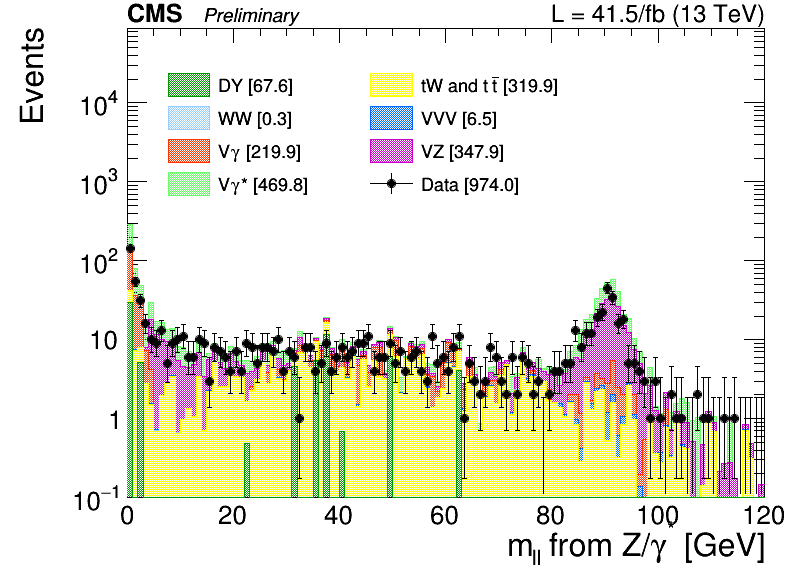 CMS Preliminary L = 41.5/fb (13 TeV)
Events
DY [67.6]
WW [0.3]
Vγ [219.9]
Vγ* [469.8]
tW and tt̅ [319.9]
VVV [6.5]
VZ [347.9]
Data [974.0]
10⁴
10³
10²
10
1
10⁻¹
0 20 40 60 80 100 120
m_ll from Z/γ* [GeV]